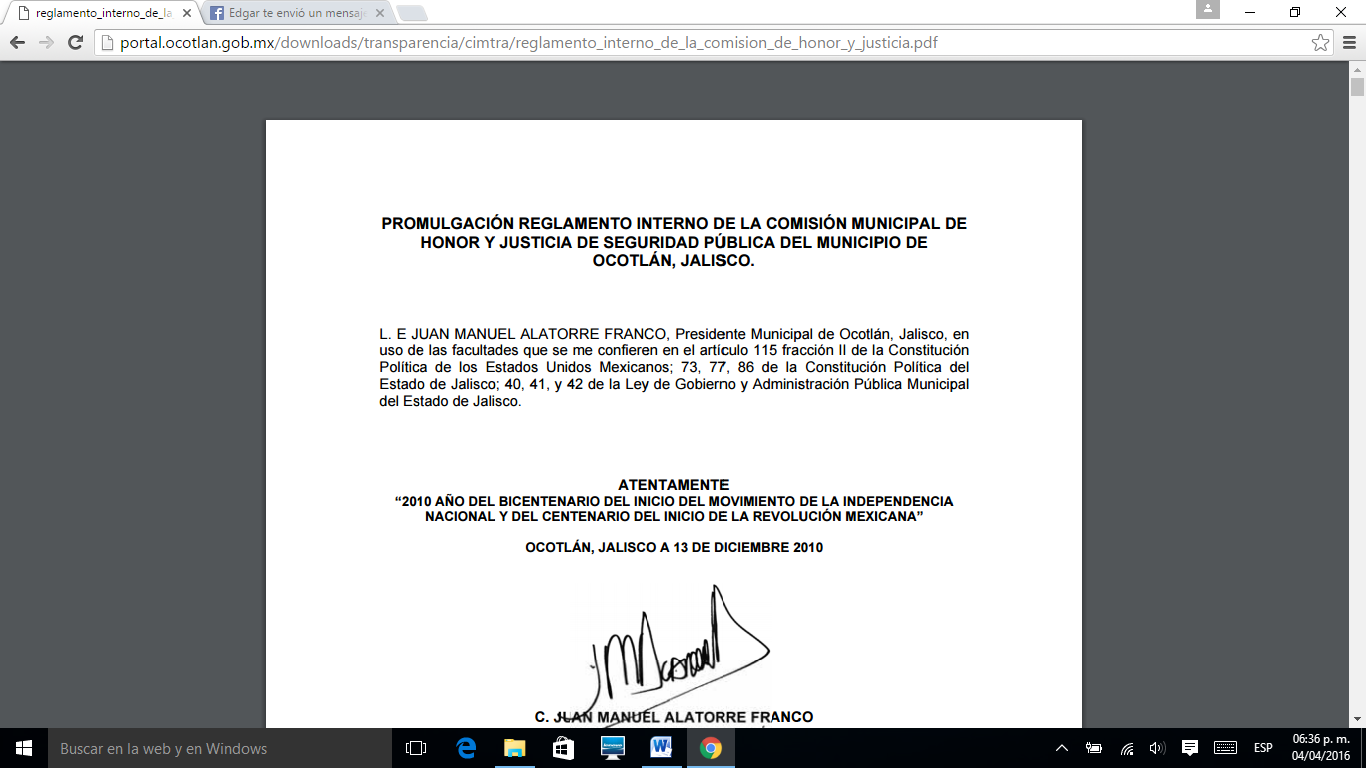 reglamento_interno_de_la
Edgar te envió un mensaje
portal.ocotlan.gob.mx/downloads/transparencia/cimtra/reglamento_interno_de_la_comision_de_honor_y_justicia.pdf
PROMULGACIÓN REGLAMENTO INTERNO DE LA COMISIÓN MUNICIPAL DE
HONOR Y JUSTICIA DE SEGURIDAD PÚBLICA DEL MUNICIPIO DE
OCOTLÁN, JALISCO.
L. E JUAN MANUEL ALATORRE FRANCO, Presidente Municipal de Ocotlán, Jalisco, en
uso de las facultades que se me confieren en el artículo 115 fracción II de la Constitución
Política de los Estados Unidos Mexicanos; 73, 77, 86 de la Constitución Política del
Estado de Jalisco; 40, 41, y 42 de la Ley de Gobierno y Administración Pública Municipal
del Estado de Jalisco.
ATENTAMENTE
“2010 AÑO DEL BICENTENARIO DEL INICIO DEL MOVIMIENTO DE LA INDEPENDENCIA
NACIONAL Y DEL CENTENARIO DEL INICIO DE LA REVOLUCIÓN MEXICANA”
OCOTLÁN, JALISCO A 13 DE DICIEMBRE 2010
C. JUAN MANUEL ALATORRE FRANCO
Buscar en la web y en Windows
ESP
06:36 p. m.
04/04/2016